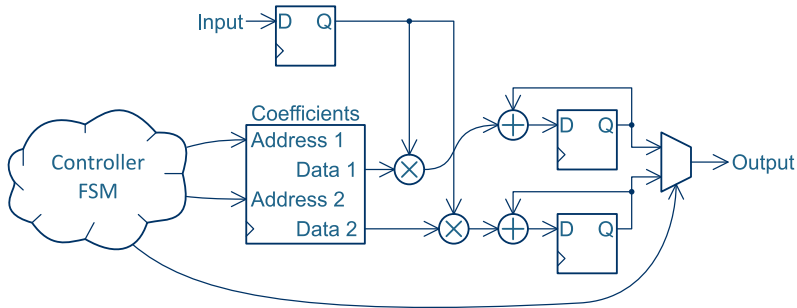 Input
D Q
Coefficients
Address 1
Data 1
Address 2
Data 2
Controller
FSM
D Q
D Q
Output